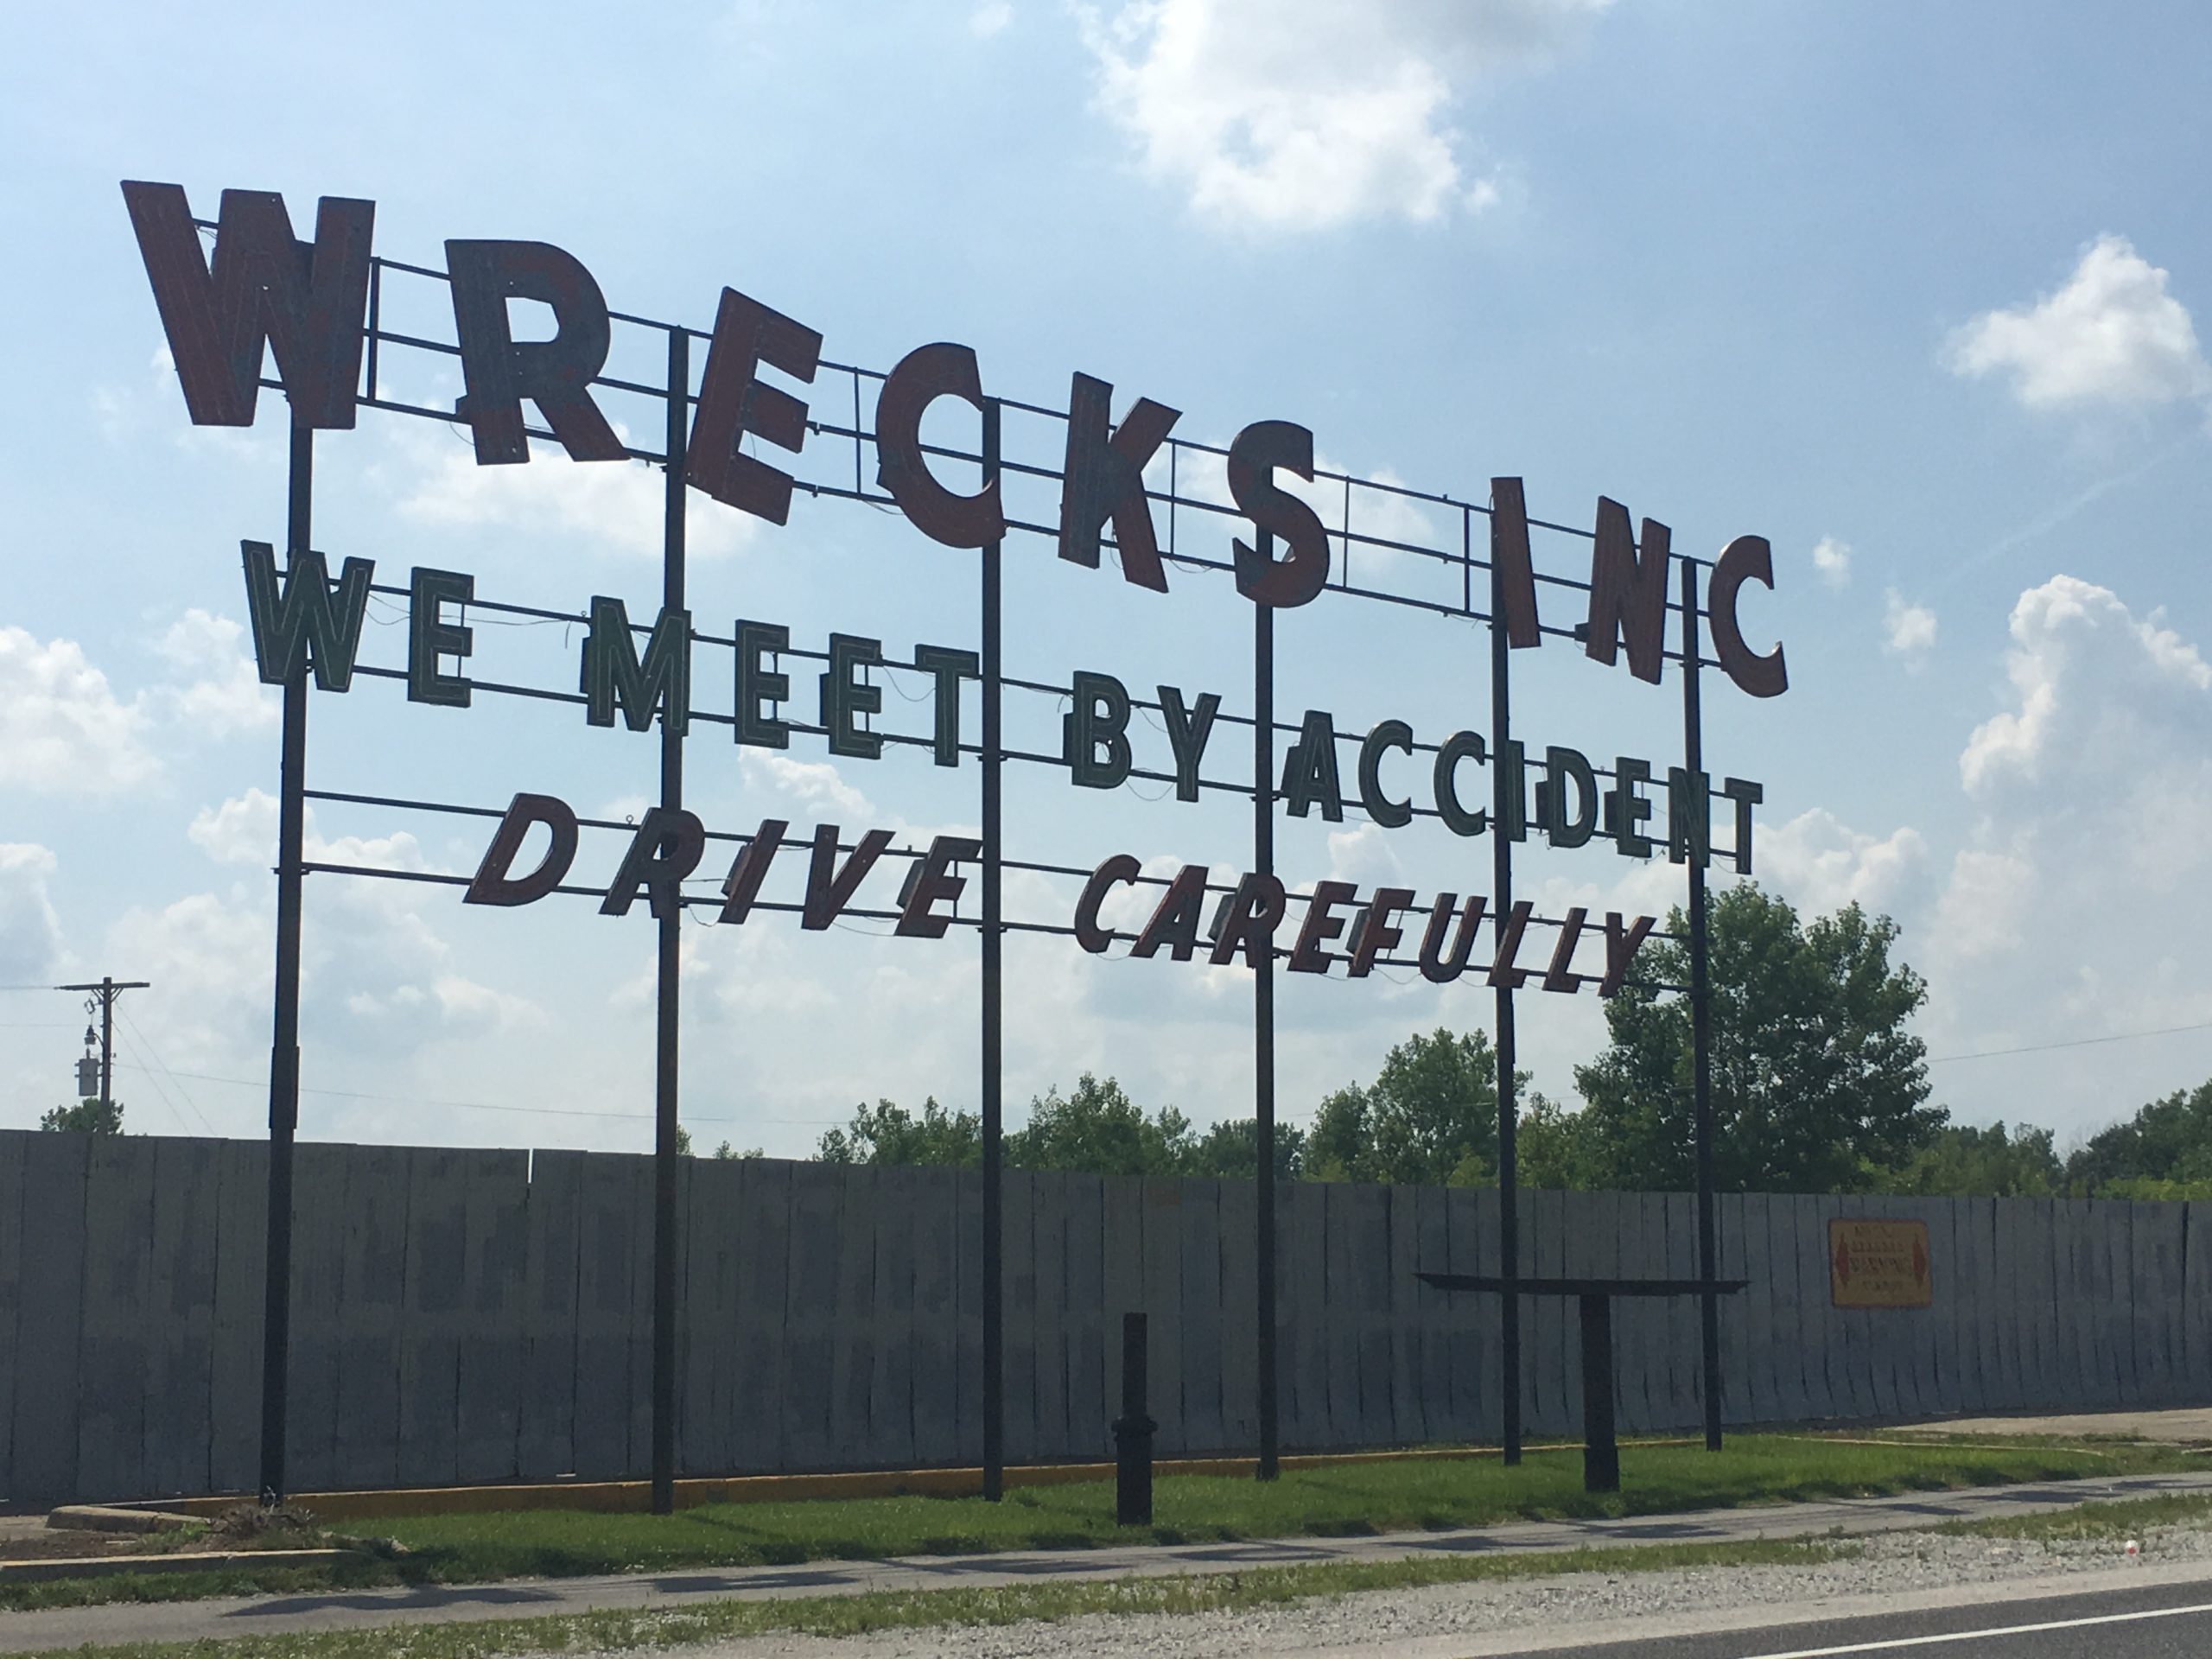 WRECKS INC
WE MEET BY ACCIDENT
DRIVE CAREFULLY